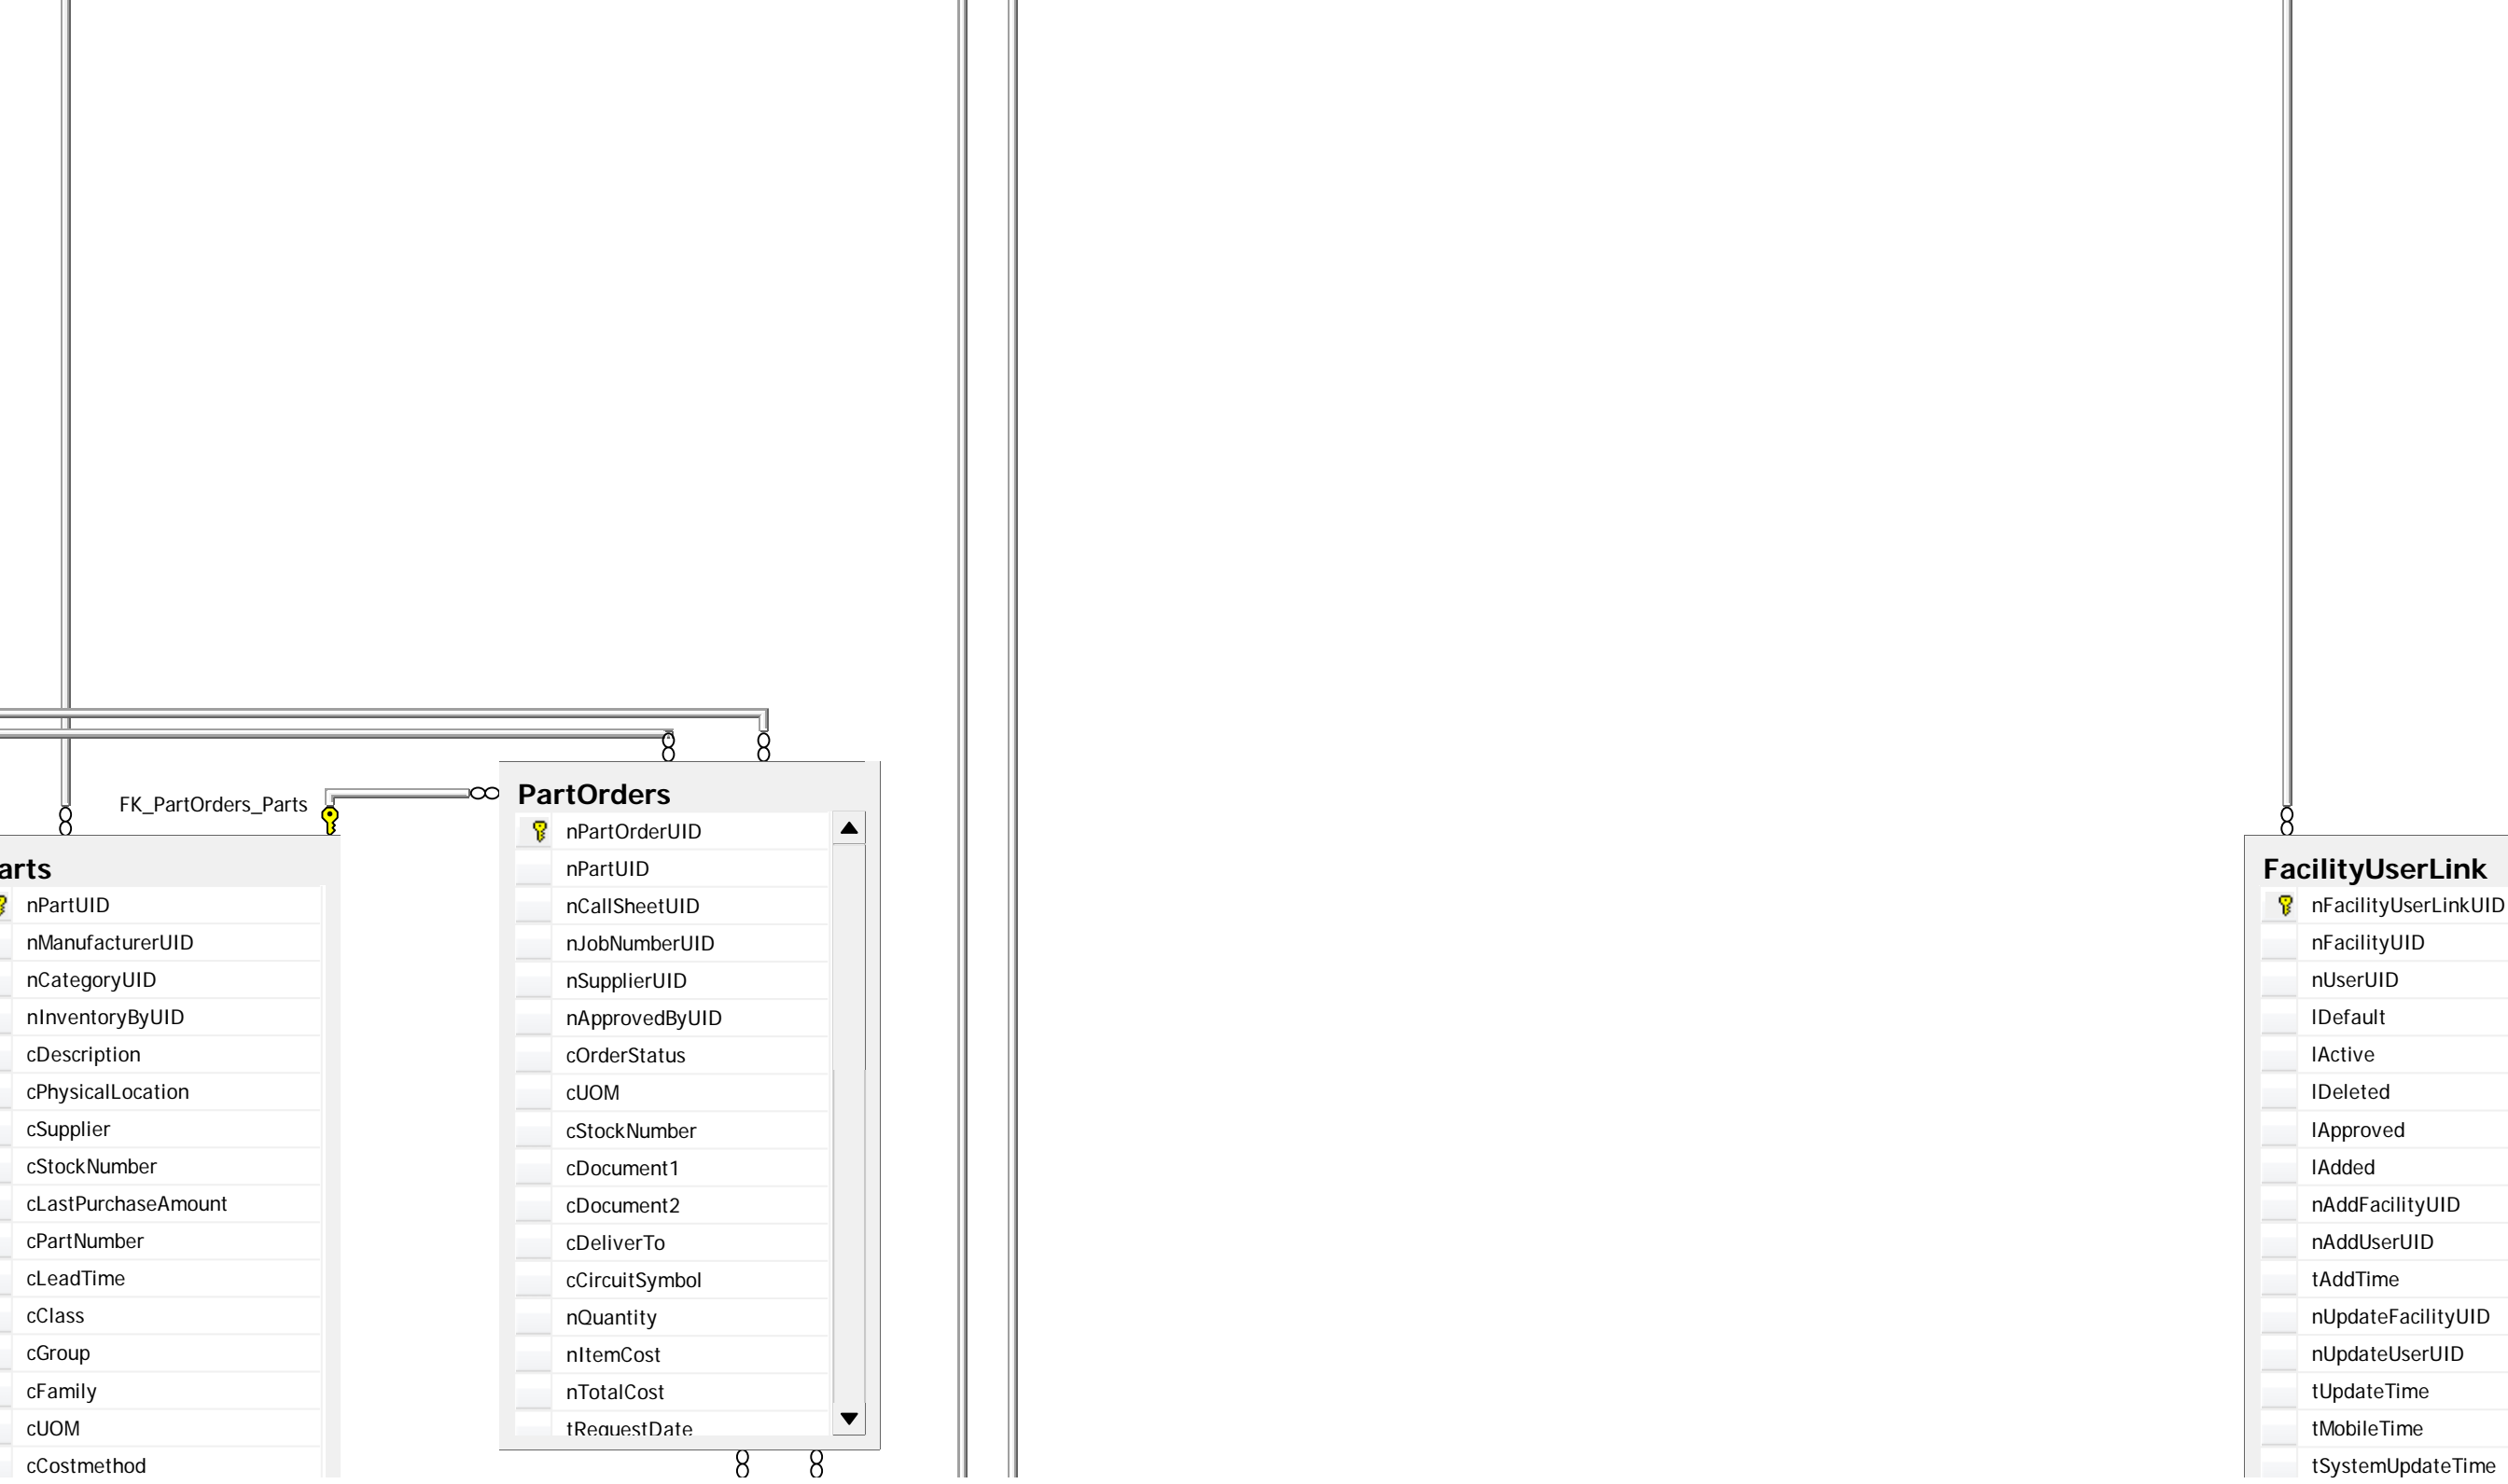 FK_PartOrders_Parts
arts
nPartUID
nManufacturerUID
nCategoryUID
nInventoryByUID
cDescription
cPhysicalLocation
cSupplier
cStockNumber
cLastPurchaseAmount
cPartNumber
cLeadTime
cClass
cGroup
cFamily
cUOM
cCostmethod
PartOrders
nPartOrderUID
nPartUID
nCallSheetUID
nJobNumberUID
nSupplierUID
nApprovedByUID
cOrderStatus
cUOM
cStockNumber
cDocument1
cDocument2
cDeliverTo
cCircuitSymbol
nQuantity
nItemCost
nTotalCost
tRequestDate
FacilityUserLink
nFacilityUserLinkUID
nFacilityUID
nUserUID
lDefault
lActive
lDeleted
lApproved
lAdded
nAddFacilityUID
nAddUserUID
tAddTime
nUpdateFacilityUID
nUpdateUserUID
tUpdateTime
tMobileTime
tSystemUpdateTime